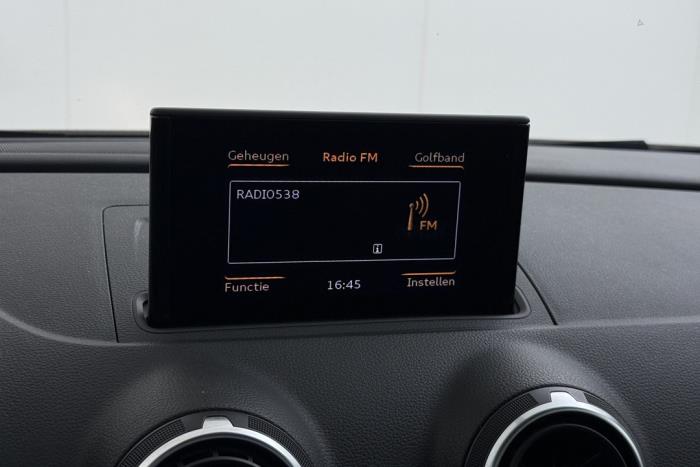 Geheugen Radio FM Golfband
RADIO538
FM
i
Functie 16:45 Instellen